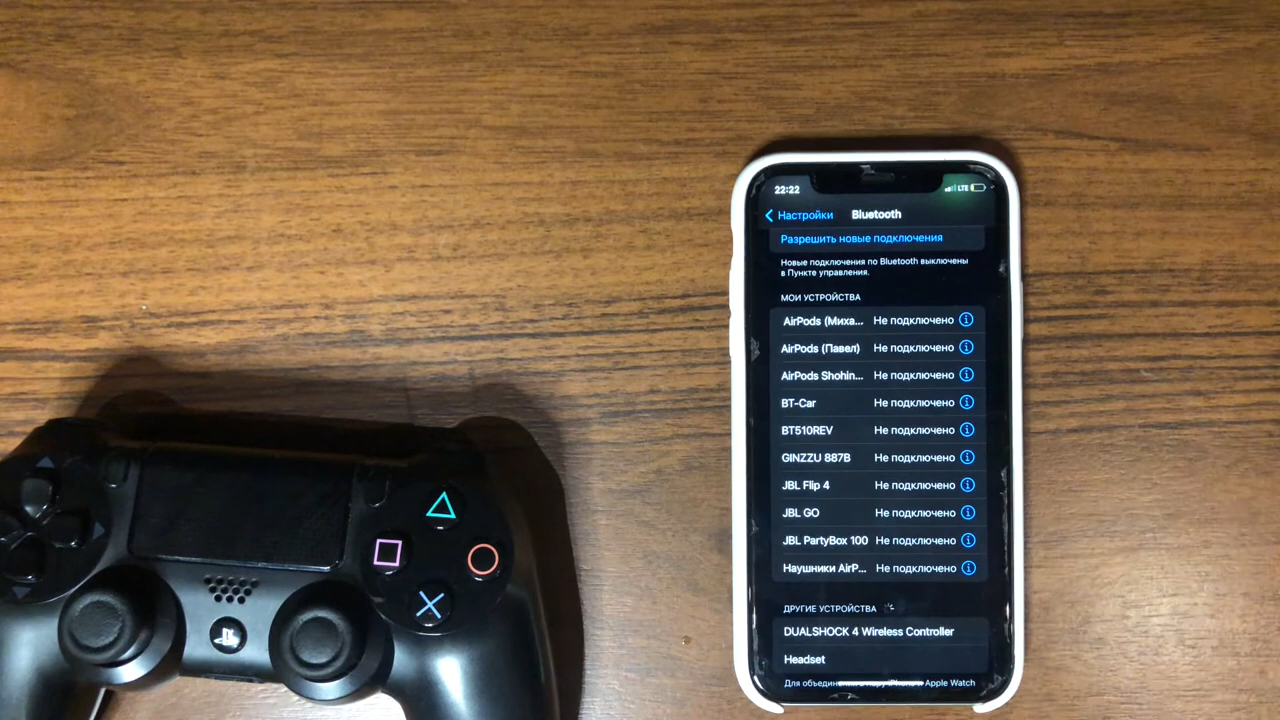 22:22
LTE
Настройки
Bluetooth
Разрешить новые подключения
Новые подключения по Bluetooth выключены
в Пункте управления.
МОИ УСТРОЙСТВА
AirPods (Миха... Не подключено
AirPods (Павел) Не подключено
AirPods Shohin... Не подключено
BT-Car Не подключено
BT510REV Не подключено
GINZZU 887B Не подключено
JBL Flip 4 Не подключено
JBL GO Не подключено
JBL PartyBox 100 Не подключено
Наушники AirP... Не подключено
ДРУГИЕ УСТРОЙСТВА
DUALSHOCK 4 Wireless Controller
Headset
Для Apple Watch